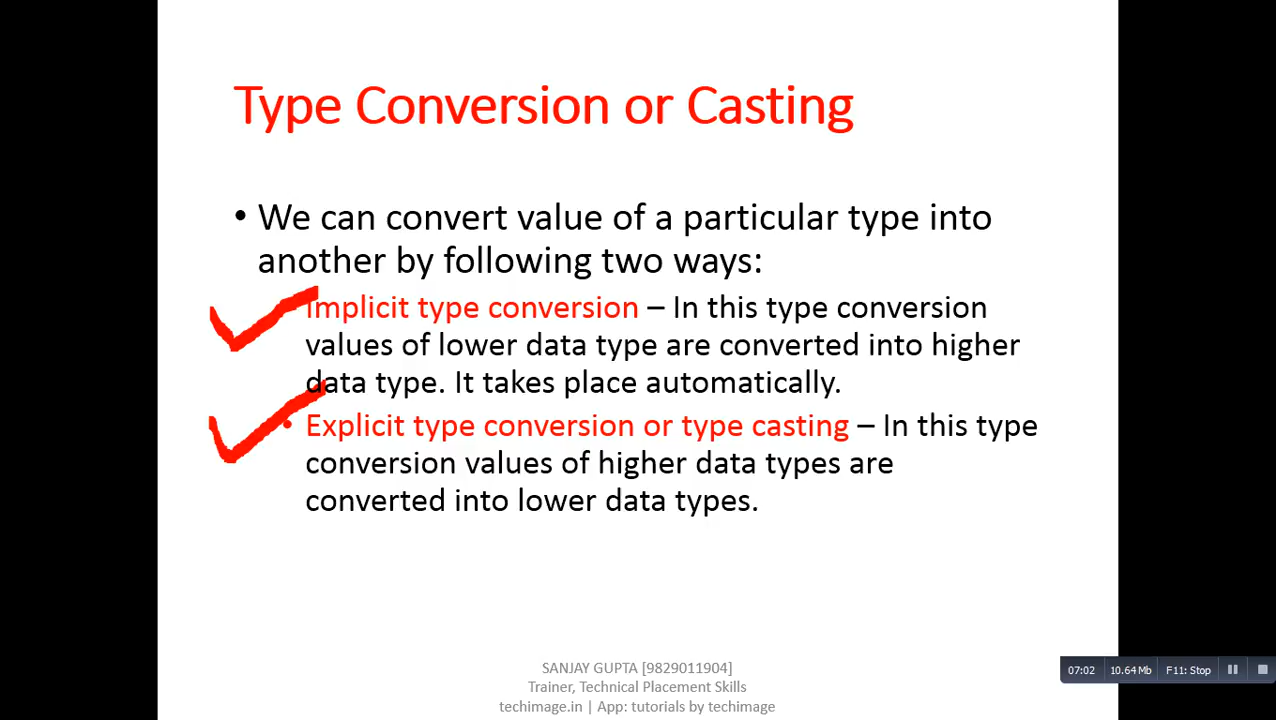 Type Conversion or Casting
• We can convert value of a particular type into
another by following two ways:
Implicit type conversion – In this type conversion
values of lower data type are converted into higher
data type. It takes place automatically.
• Explicit type conversion or type casting – In this type
conversion values of higher data types are
converted into lower data types.
SANJAY GUPTA [9829011904]
Trainer, Technical Placement Skills
techimage.in | App: tutorials by techimage
07:02 10.64 Mb F11: Stop